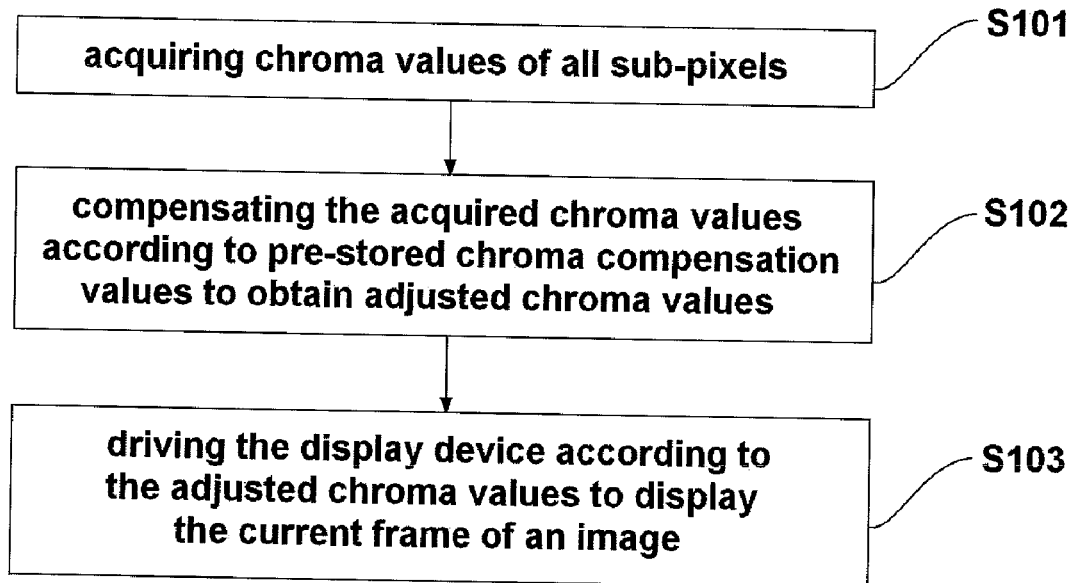 S101
acquiring chroma values of all sub-pixels
compensating the acquired chroma values
according to pre-stored chroma compensation
values to obtain adjusted chroma values
S102
driving the display device according to
the adjusted chroma values to display
the current frame of an image
S103